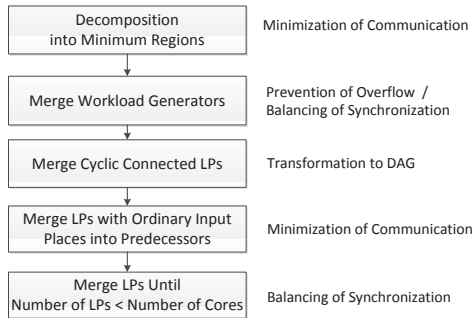 Decomposition
into Minimum Regions
Minimization of Communication
Merge Workload Generators
Prevention of Overflow /
Balancing of Synchronization
Merge Cyclic Connected LPs
Transformation to DAG
Merge LPs with Ordinary Input
Places into Predecessors
Minimization of Communication
Merge LPs Until
Number of LPs < Number of Cores
Balancing of Synchronization